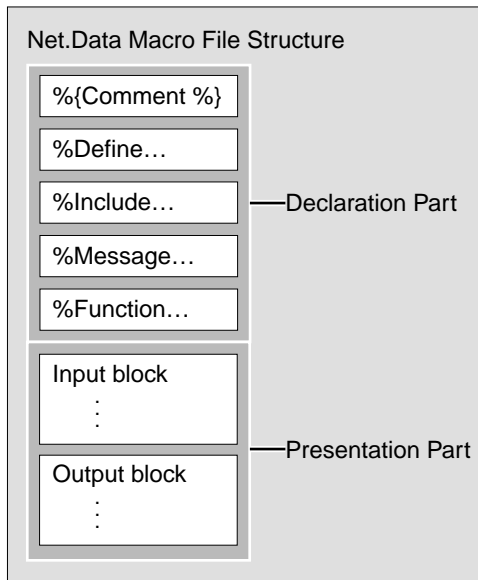 Net.Data Macro File Structure
%{Comment %}
%Define…
%Include…
%Message…
%Function…
Declaration Part
Input block
.
.
.
Output block
.
.
.
Presentation Part